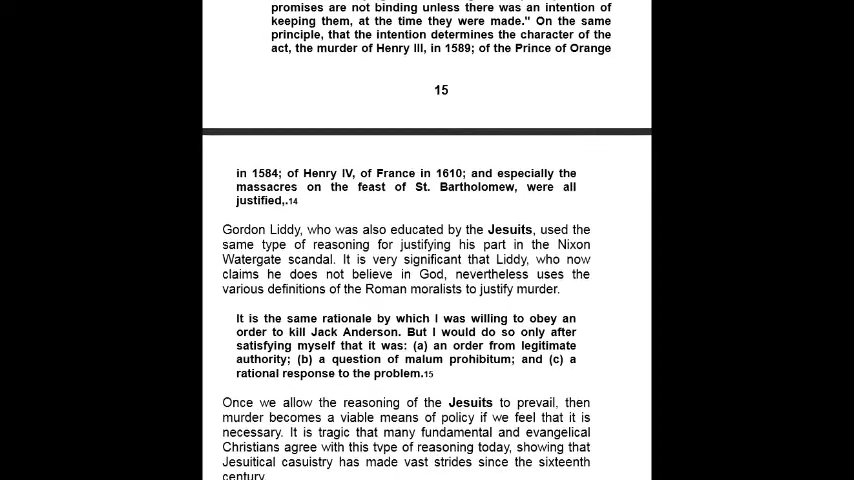 promises are not binding unless there was an intention of
keeping them, at the time they were made." On the same
principle, that the intention determines the character of the
act, the murder of Henry III, in 1589; of the Prince of Orange
15
in 1584; of Henry IV, of France in 1610; and especially the
massacres on the feast of St. Bartholomew, were all
justified,.14
Gordon Liddy, who was also educated by the Jesuits, used the
same type of reasoning for justifying his part in the Nixon
Watergate scandal. It is very significant that Liddy, who now
claims he does not believe in God, nevertheless uses the
various definitions of the Roman moralists to justify murder.
It is the same rationale by which I was willing to obey an
order to kill Jack Anderson. But I would do so only after
satisfying myself that it was: (a) an order from legitimate
authority; (b) a question of malum prohibitum; and (c) a
rational response to the problem.15
Once we allow the reasoning of the Jesuits to prevail, then
murder becomes a viable means of policy if we feel that it is
necessary. It is tragic that many fundamental and evangelical
Christians agree with this type of reasoning today, showing that
Jesuitical casuistry has made vast strides since the sixteenth
century